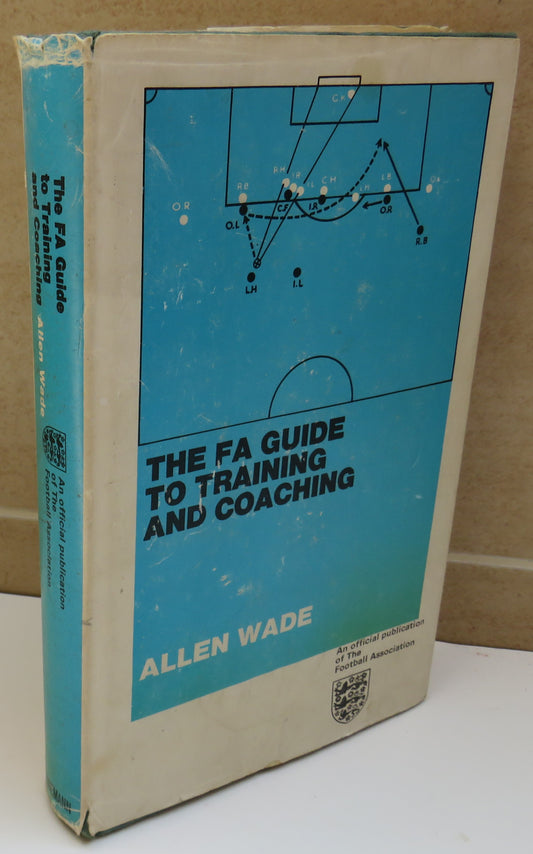 The FA Guide
to Training
and Coaching
Allen Wade
An official publication
of The
Football Association
MANN
G.K
R.H
I.R
I.L
C.H
R.B
L.H
L.B
O.R
O.L
C.F
I.R
O.R
R.B
L.H
I.L
THE FA GUIDE
TO TRAINING
AND COACHING
ALLEN WADE
An official publication
of The
Football Association